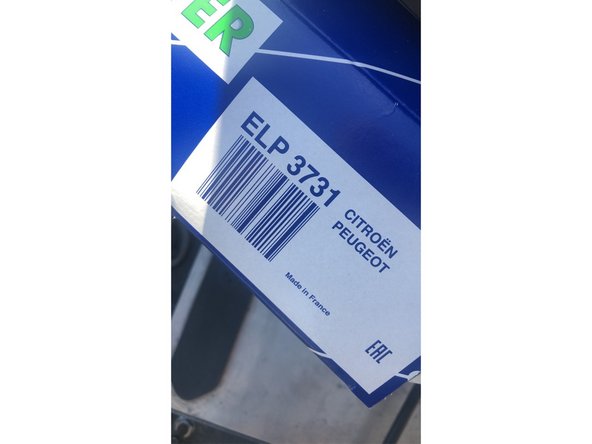 ER
ELP 3731
CITROËN
PEUGEOT
Made in France
EAC